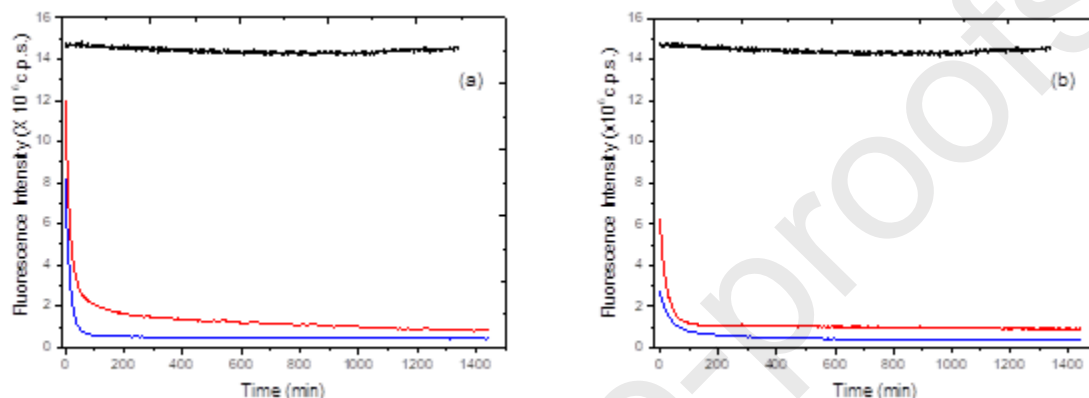 16
14
12
10
8
6
4
2
0
0 200 400 600 800 1000 1200 1400
Fluorescence Intensity (X 10⁶ c p.s.)
Time (min)
(a)
16
14
12
10
8
6
4
2
0
0 200 400 600 800 1000 1200 1400
Fluorescence Intensity (x10⁶ c.p.s.)
Time (min)
(b)
-proofs